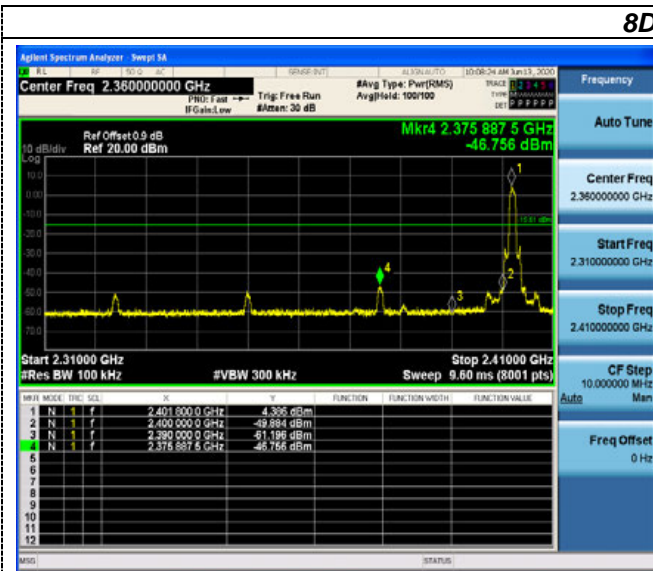 8D
Agilent Spectrum Analyzer - Swept SA
RL RF 50 Ω AC SENSE:INT ALIGN AUTO 10:08:24 AM Jun 13, 2020
Center Freq 2.360000000 GHz
PNO: Fast
IFGain:Low
Trig: Free Run
#Atten: 30 dB
#Avg Type: Pwr(RMS)
Avg|Hold: 100/100
TRACE 1 2 3 4 5 6
TYPE
DET P P P P P P
Ref Offset 0.9 dB
10 dB/div Ref 20.00 dBm
Log
Mkr4 2.375 887 5 GHz
-46.756 dBm
10.0
0.00
-10.0
-20.0
-30.0
-40.0
-50.0
-60.0
-70.0
-15.61 dBm
1
2
3
4
Start 2.31000 GHz
Stop 2.41000 GHz
#Res BW 100 kHz
#VBW 300 kHz
Sweep 9.60 ms (8001 pts)
MKR MODE TRC SCL X Y FUNCTION FUNCTION WIDTH FUNCTION VALUE
1 N 1 f 2.401 800 0 GHz 4.386 dBm
2 N 1 f 2.400 000 0 GHz -49.884 dBm
3 N 1 f 2.390 000 0 GHz -61.196 dBm
4 N 1 f 2.375 887 5 GHz -46.756 dBm
5
6
7
8
9
10
11
12
MSG STATUS
Frequency
Auto Tune
Center Freq
2.360000000 GHz
Start Freq
2.310000000 GHz
Stop Freq
2.410000000 GHz
CF Step
10.000000 MHz
Auto Man
Freq Offset
0 Hz